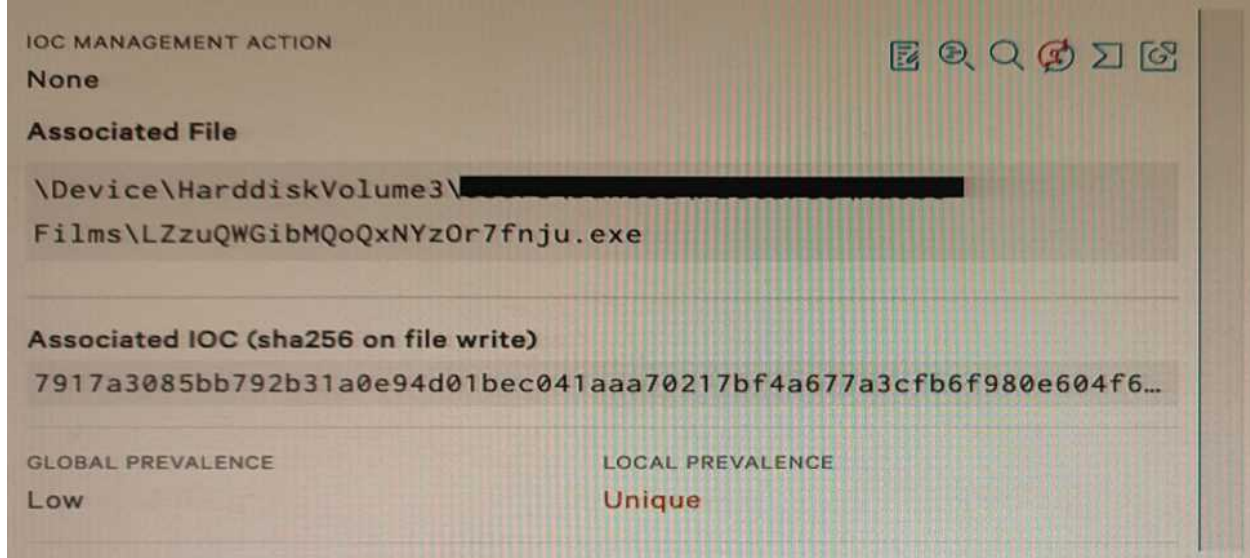 IOC MANAGEMENT ACTION
None
Associated File
\Device\HarddiskVolume3\
Films\LZzuQWGibMQoQxNYzOr7fnju.exe
Associated IOC (sha256 on file write)
7917a3085bb792b31a0e94d01bec041aaa70217bf4a677a3cfb6f980e604f6…
GLOBAL PREVALENCE LOCAL PREVALENCE
Low Unique